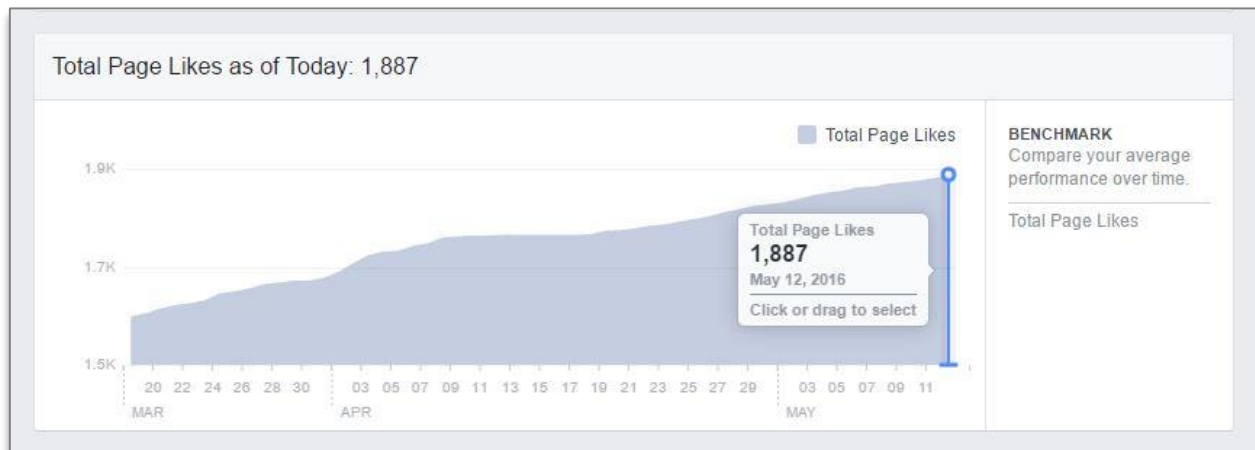 Total Page Likes as of Today: 1,887
Total Page Likes
BENCHMARK
Compare your average
performance over time.
Total Page Likes
1.9K
1.7K
1.5K
Total Page Likes
1,887
May 12, 2016
Click or drag to select
20 22 24 26 28 30 03 05 07 09 11 13 15 17 19 21 23 25 27 29 03 05 07 09 11
MAR APR MAY